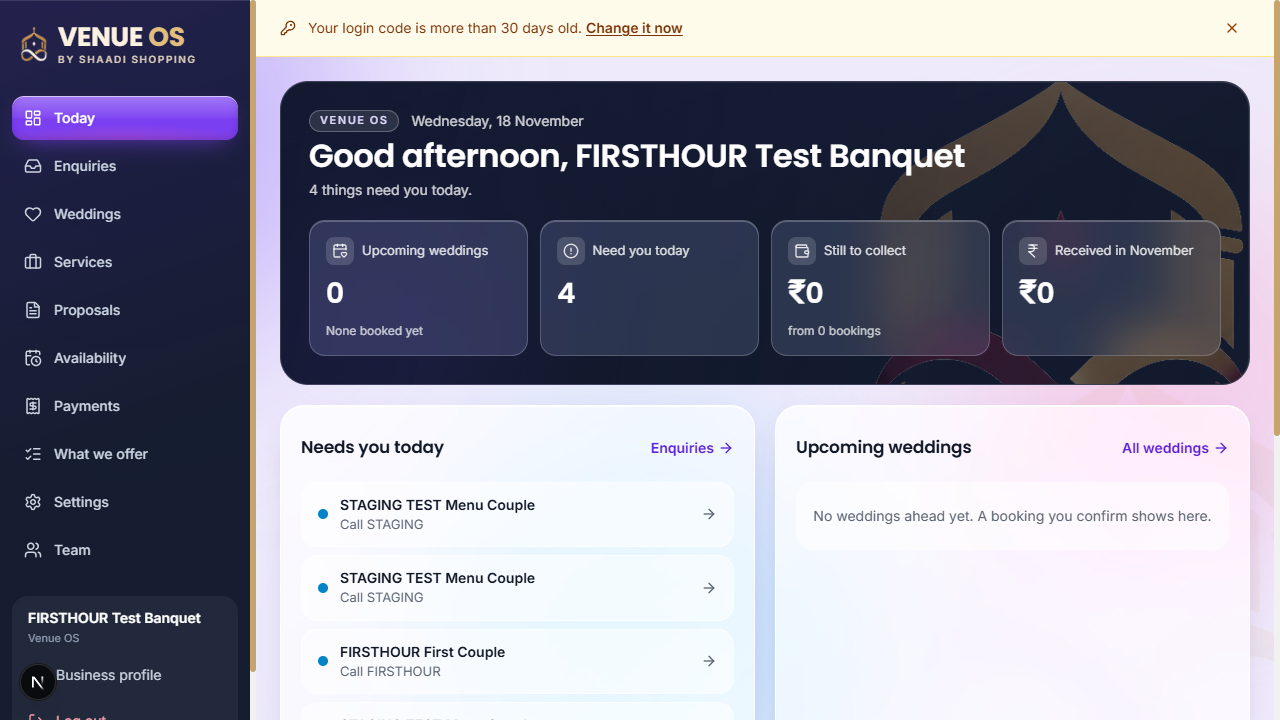 VENUE OS
BY SHAADI SHOPPING
Today
Enquiries
Weddings
Services
Proposals
Availability
Payments
What we offer
Settings
Team
FIRSTHOUR Test Banquet
Venue OS
N
Business profile
Log out
Your login code is more than 30 days old. Change it now
VENUE OS
Wednesday, 18 November
Good afternoon, FIRSTHOUR Test Banquet
4 things need you today.
Upcoming weddings
0
None booked yet
Need you today
4
Still to collect
₹0
from 0 bookings
₹ Received in November
₹0
Needs you today
Enquiries →
STAGING TEST Menu Couple
Call STAGING
STAGING TEST Menu Couple
Call STAGING
FIRSTHOUR First Couple
Call FIRSTHOUR
Upcoming weddings
All weddings →
No weddings ahead yet. A booking you confirm shows here.